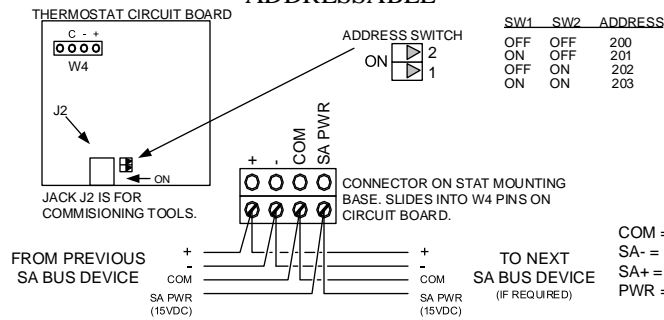 ADDRESSABLE
THERMOSTAT CIRCUIT BOARD
C - +
W4
J2
ON
JACK J2 IS FOR
COMMISIONING TOOLS.
ADDRESS SWITCH
ON
2
1
SW1 SW2 ADDRESS
OFF OFF 200
ON OFF 201
OFF ON 202
ON ON 203
+ - COM SA PWR
CONNECTOR ON STAT MOUNTING
BASE. SLIDES INTO W4 PINS ON
CIRCUIT BOARD.
FROM PREVIOUS
SA BUS DEVICE
+
-
COM
SA PWR
(15VDC)
+
-
COM
SA PWR
(15VDC)
TO NEXT
SA BUS DEVICE
(IF REQUIRED)
COM =
SA- =
SA+ =
PWR =